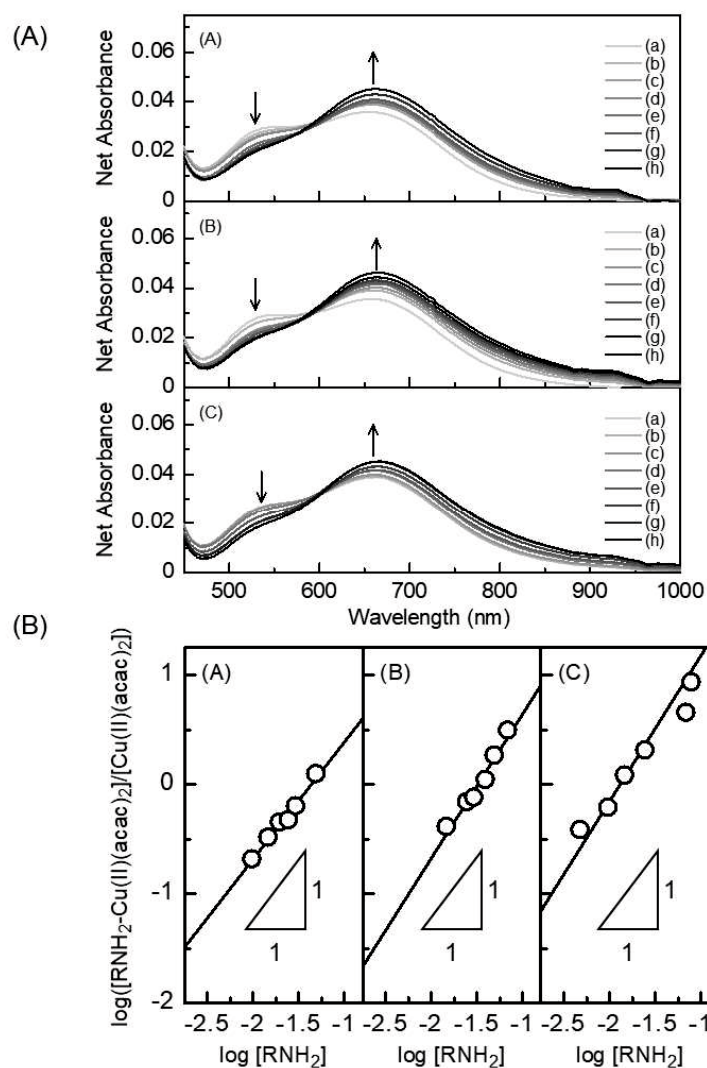 (A)
(A)
0.06
0.04
0.02
0
Net Absorbance
(a)
(b)
(c)
(d)
(e)
(f)
(g)
(h)
(B)
0.06
0.04
0.02
0
Net Absorbance
(a)
(b)
(c)
(d)
(e)
(f)
(g)
(h)
(C)
0.06
0.04
0.02
0
Net Absorbance
(a)
(b)
(c)
(d)
(e)
(f)
(g)
(h)
500 600 700 800 900 1000
Wavelength (nm)
(B)
log([RNH2-Cu(II)(acac)2]/[Cu(II)(acac)2])
1
0
-1
-2
(A)
1
1
(B)
1
1
(C)
1
1
-2.5 -2 -1.5 -1
-2.5 -2 -1.5 -1
-2.5 -2 -1.5 -1
log [RNH2]
log [RNH2]
log [RNH2]